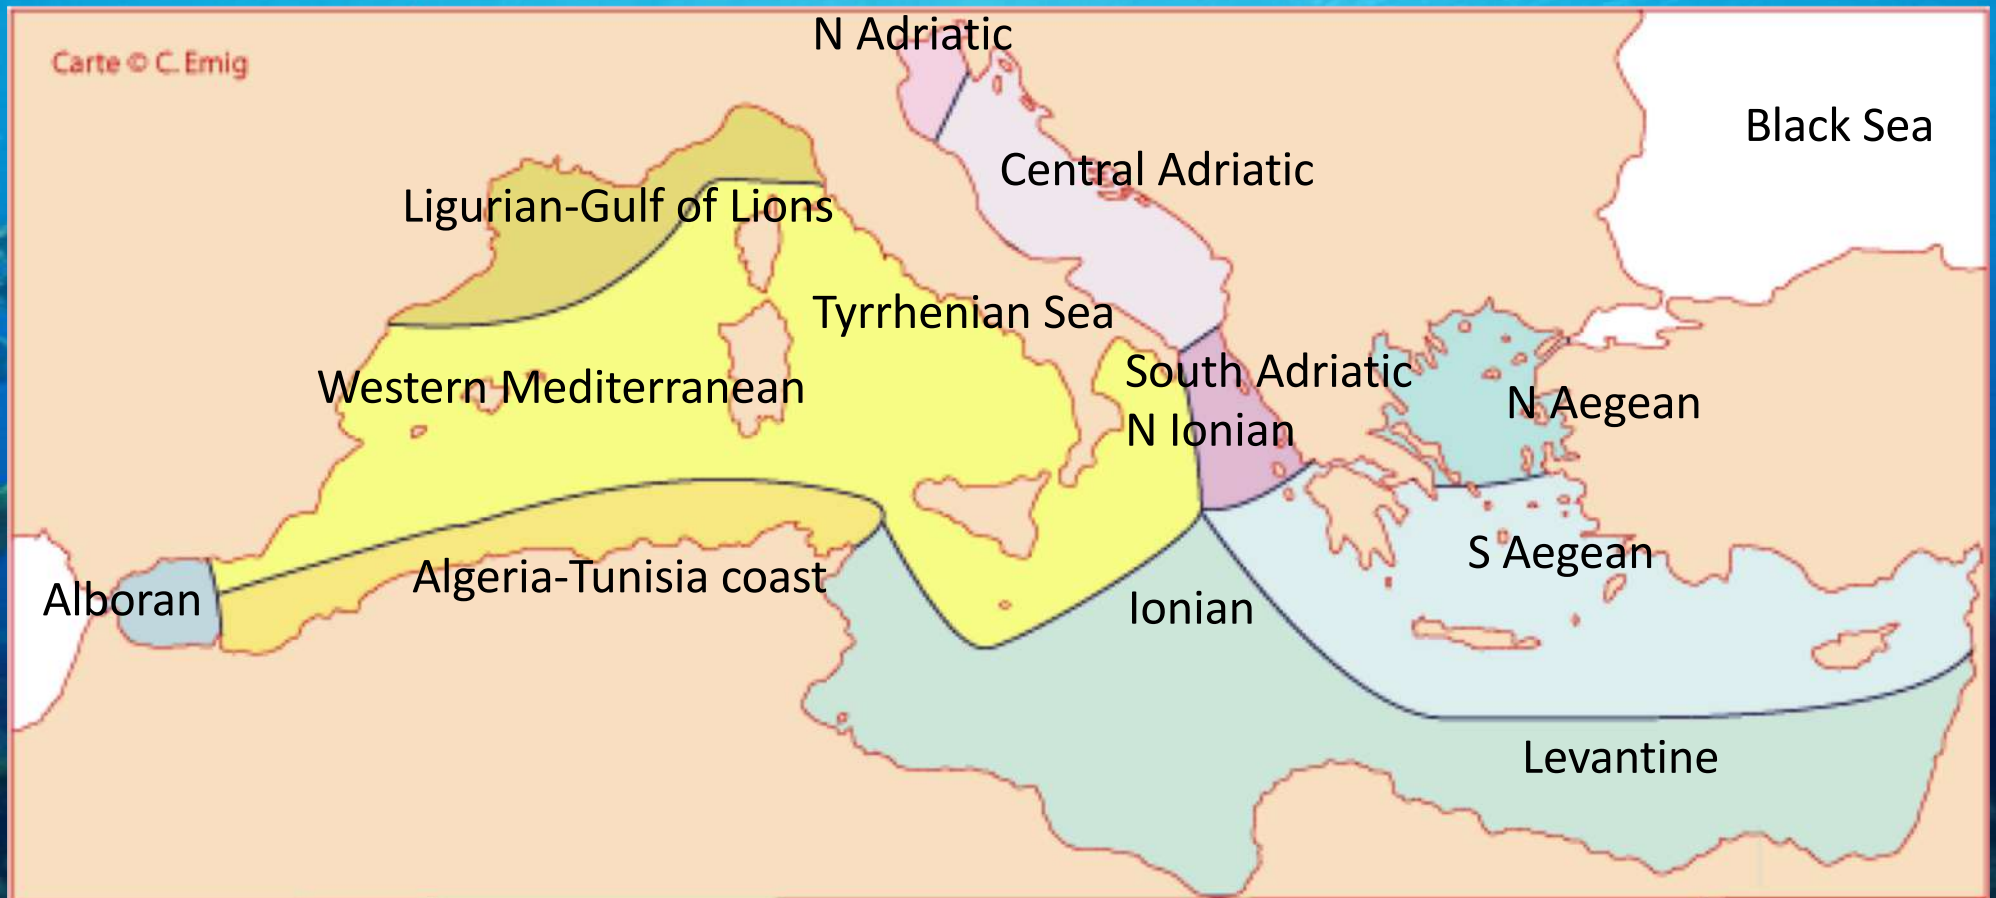 N Adriatic
Carte © C. Emig
Black Sea
Central Adriatic
Ligurian-Gulf of Lions
Tyrrhenian Sea
Western Mediterranean
South Adriatic
N Ionian
N Aegean
S Aegean
Algeria-Tunisia coast
Alboran
Ionian
Levantine